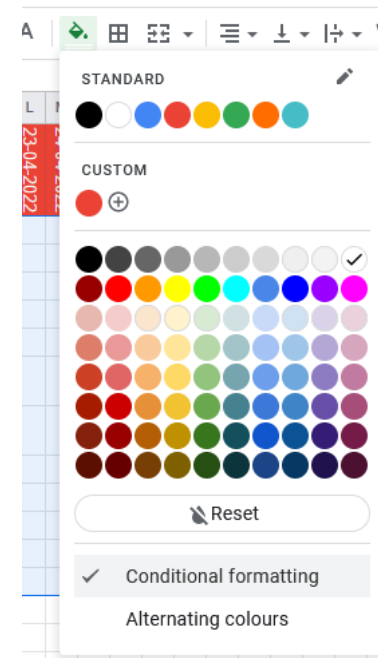 A
STANDARD
CUSTOM
L
23-04-2022
Reset
Conditional formatting
Alternating colours